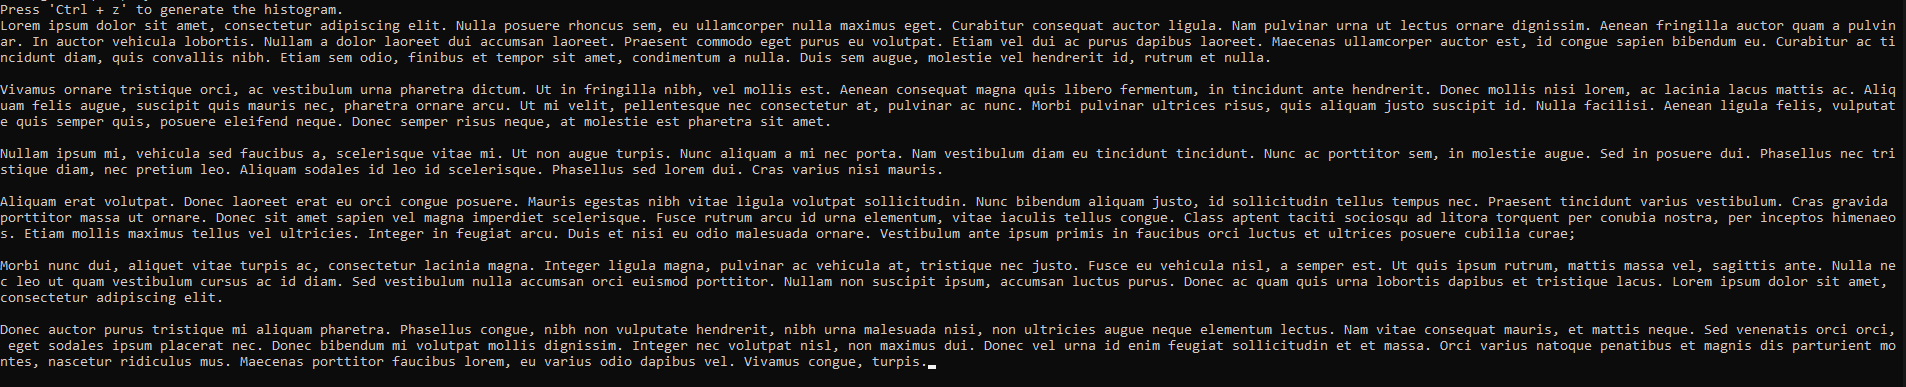 Press 'Ctrl + z' to generate the histogram.
Lorem ipsum dolor sit amet, consectetur adipiscing elit. Nulla posuere rhoncus sem, eu ullamcorper nulla maximus eget. Curabitur consequat auctor ligula. Nam pulvinar urna ut lectus ornare dignissim. Aenean fringilla auctor quam a pulvin
ar. In auctor vehicula lobortis. Nullam a dolor laoreet dui accumsan laoreet. Praesent commodo eget purus eu volutpat. Etiam vel dui ac purus dapibus laoreet. Maecenas ullamcorper auctor est, id congue sapien bibendum eu. Curabitur ac ti
ncidunt diam, quis convallis nibh. Etiam sem odio, finibus et tempor sit amet, condimentum a nulla. Duis sem augue, molestie vel hendrerit id, rutrum et nulla.

Vivamus ornare tristique orci, ac vestibulum urna pharetra dictum. Ut in fringilla nibh, vel mollis est. Aenean consequat magna quis libero fermentum, in tincidunt ante hendrerit. Donec mollis nisi lorem, ac lacinia lacus mattis ac. Aliq
uam felis augue, suscipit quis mauris nec, pharetra ornare arcu. Ut mi velit, pellentesque nec consectetur at, pulvinar ac nunc. Morbi pulvinar ultrices risus, quis aliquam justo suscipit id. Nulla facilisi. Aenean ligula felis, vulputat
e quis semper quis, posuere eleifend neque. Donec semper risus neque, at molestie est pharetra sit amet.

Nullam ipsum mi, vehicula sed faucibus a, scelerisque vitae mi. Ut non augue turpis. Nunc aliquam a mi nec porta. Nam vestibulum diam eu tincidunt tincidunt. Nunc ac porttitor sem, in molestie augue. Sed in posuere dui. Phasellus nec tri
stique diam, nec pretium leo. Aliquam sodales id leo id scelerisque. Phasellus sed lorem dui. Cras varius nisi mauris.

Aliquam erat volutpat. Donec laoreet erat eu orci congue posuere. Mauris egestas nibh vitae ligula volutpat sollicitudin. Nunc bibendum aliquam justo, id sollicitudin tellus tempus nec. Praesent tincidunt varius vestibulum. Cras gravida
porttitor massa ut ornare. Donec sit amet sapien vel magna imperdiet scelerisque. Fusce rutrum arcu id urna elementum, vitae iaculis tellus congue. Class aptent taciti sociosqu ad litora torquent per conubia nostra, per inceptos himenaeo
s. Etiam mollis maximus tellus vel ultricies. Integer in feugiat arcu. Duis et nisi eu odio malesuada ornare. Vestibulum ante ipsum primis in faucibus orci luctus et ultrices posuere cubilia curae;

Morbi nunc dui, aliquet vitae turpis ac, consectetur lacinia magna. Integer ligula magna, pulvinar ac vehicula at, tristique nec justo. Fusce eu vehicula nisl, a semper est. Ut quis ipsum rutrum, mattis massa vel, sagittis ante. Nulla ne
c leo ut quam vestibulum cursus ac id diam. Sed vestibulum nulla accumsan orci euismod porttitor. Nullam non suscipit ipsum, accumsan luctus purus. Donec ac quam quis urna lobortis dapibus et tristique lacus. Lorem ipsum dolor sit amet,
consectetur adipiscing elit.

Donec auctor purus tristique mi aliquam pharetra. Phasellus congue, nibh non vulputate hendrerit, nibh urna malesuada nisi, non ultricies augue neque elementum lectus. Nam vitae consequat mauris, et mattis neque. Sed venenatis orci orci,
 eget sodales ipsum placerat nec. Donec bibendum mi volutpat mollis dignissim. Integer nec volutpat nisl, non maximus dui. Donec vel urna id enim feugiat sollicitudin et et massa. Orci varius natoque penatibus et magnis dis parturient mo
ntes, nascetur ridiculus mus. Maecenas porttitor faucibus lorem, eu varius odio dapibus vel. Vivamus congue, turpis.